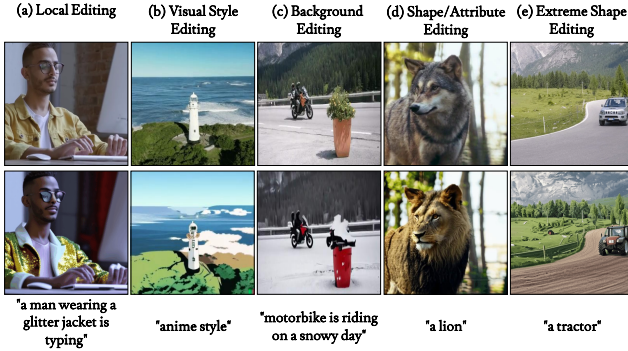 (a) Local Editing
(b) Visual Style
Editing
(c) Background
Editing
(d) Shape/Attribute
Editing
(e) Extreme Shape
Editing
"a man wearing a
glitter jacket is
typing"
"anime style"
"motorbike is riding
on a snowy day"
"a lion"
"a tractor"